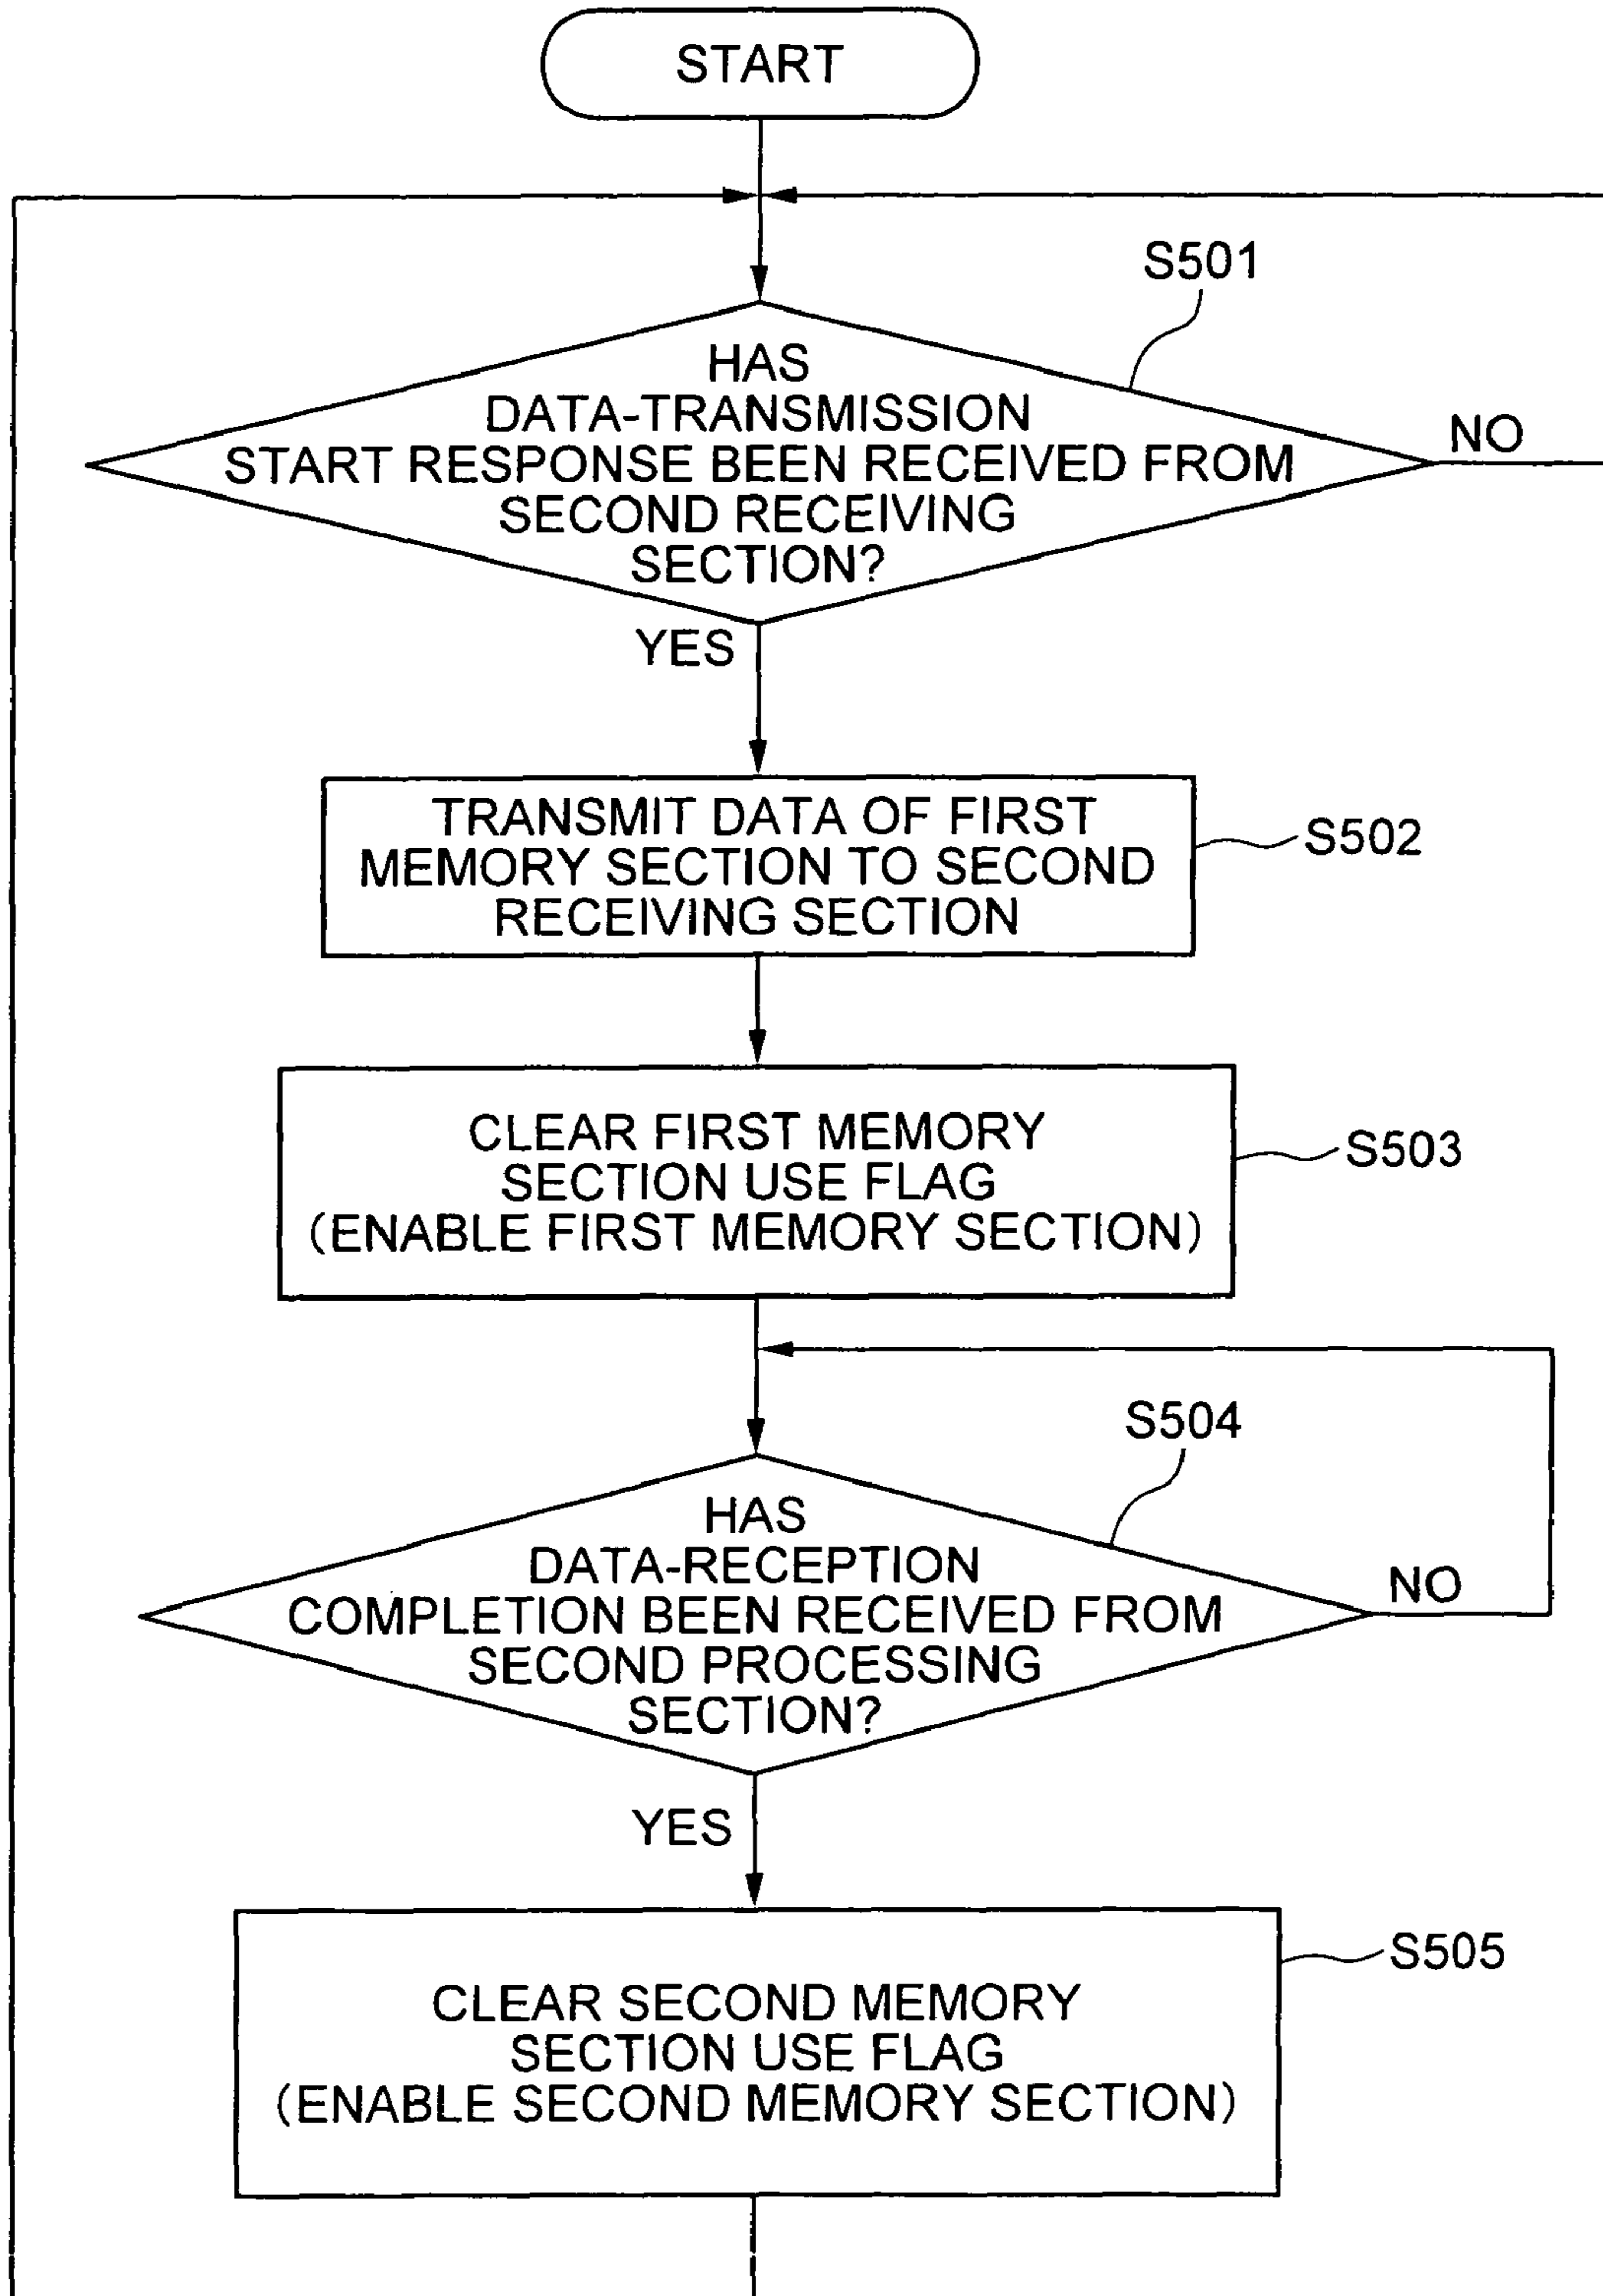 START
S501
HAS
DATA-TRANSMISSION
START RESPONSE BEEN RECEIVED FROM
SECOND RECEIVING
SECTION?
NO
YES
TRANSMIT DATA OF FIRST
MEMORY SECTION TO SECOND
RECEIVING SECTION
S502
CLEAR FIRST MEMORY
SECTION USE FLAG
(ENABLE FIRST MEMORY SECTION)
S503
S504
HAS
DATA-RECEPTION
COMPLETION BEEN RECEIVED FROM
SECOND PROCESSING
SECTION?
NO
YES
S505
CLEAR SECOND MEMORY
SECTION USE FLAG
(ENABLE SECOND MEMORY SECTION)